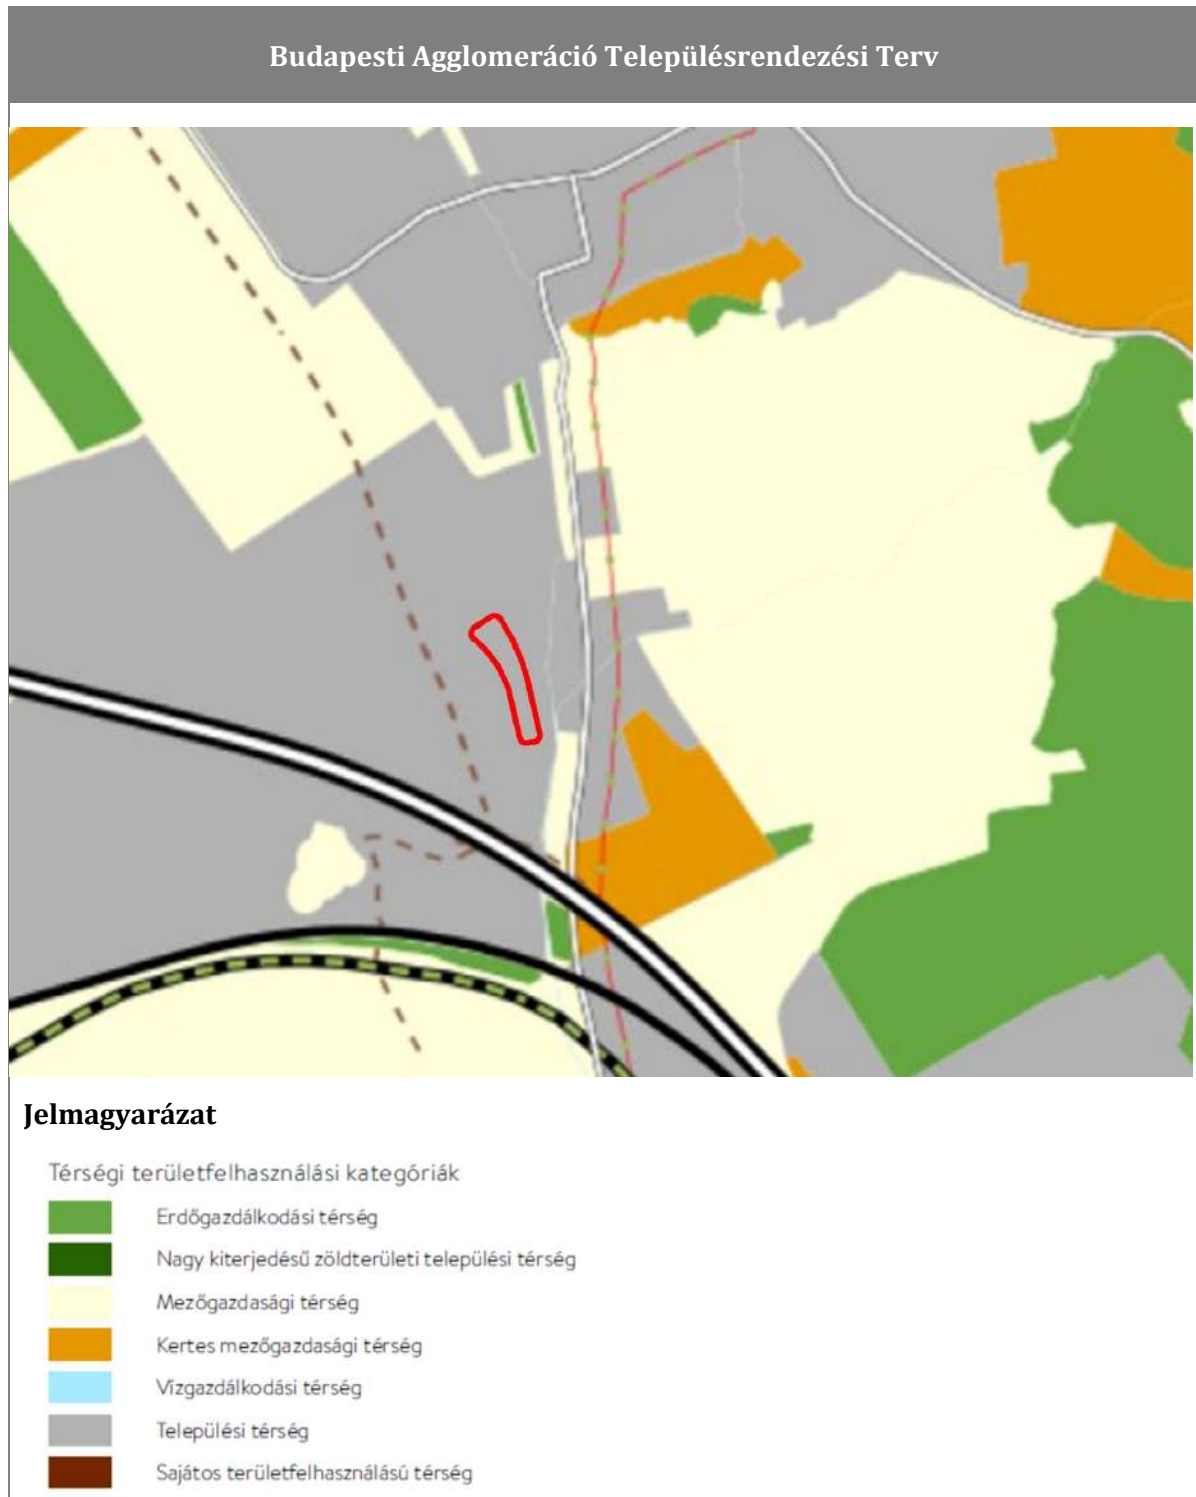 Budapesti Agglomeráció Településrendezési Terv
Jelmagyarázat
Térségi területfelhasználási kategóriák
Erdőgazdálkodási térség
Nagy kiterjedésű zöldterületi települési térség
Mezőgazdasági térség
Kertes mezőgazdasági térség
Vízgazdálkodási térség
Települési térség
Sajátos területfelhasználású térség